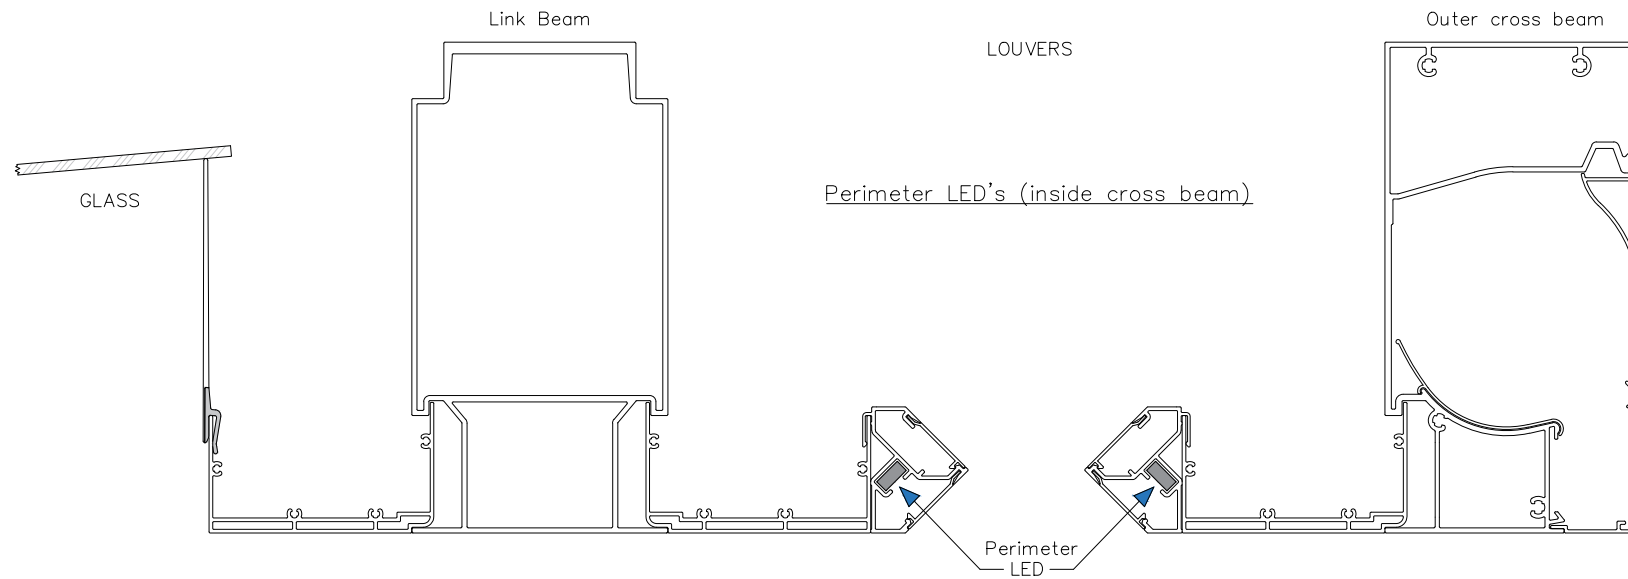 Link Beam
Outer cross beam
LOUVERS
Perimeter LED's (inside cross beam)
GLASS
Perimeter
LED